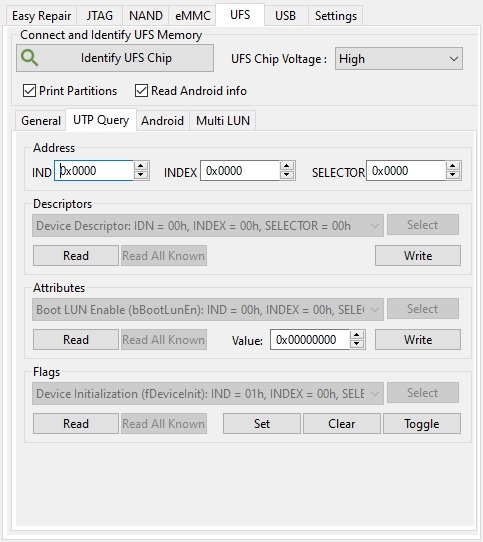 Easy Repair JTAG NAND eMMC UFS USB Settings
Connect and Identify UFS Memory
Identify UFS Chip UFS Chip Voltage : High
Print Partitions Read Android info
General UTP Query Android Multi LUN
Address
IND 0x0000 INDEX 0x0000 SELECTOR 0x0000
Descriptors
Device Descriptor: IDN = 00h, INDEX = 00h, SELECTOR = 00h Select
Read Read All Known Write
Attributes
Boot LUN Enable (bBootLunEn): IND = 00h, INDEX = 00h, SELE Select
Read Read All Known Value: 0x00000000 Write
Flags
Device Initialization (fDeviceInit): IND = 01h, INDEX = 00h, SELE Select
Read Read All Known Set Clear Toggle